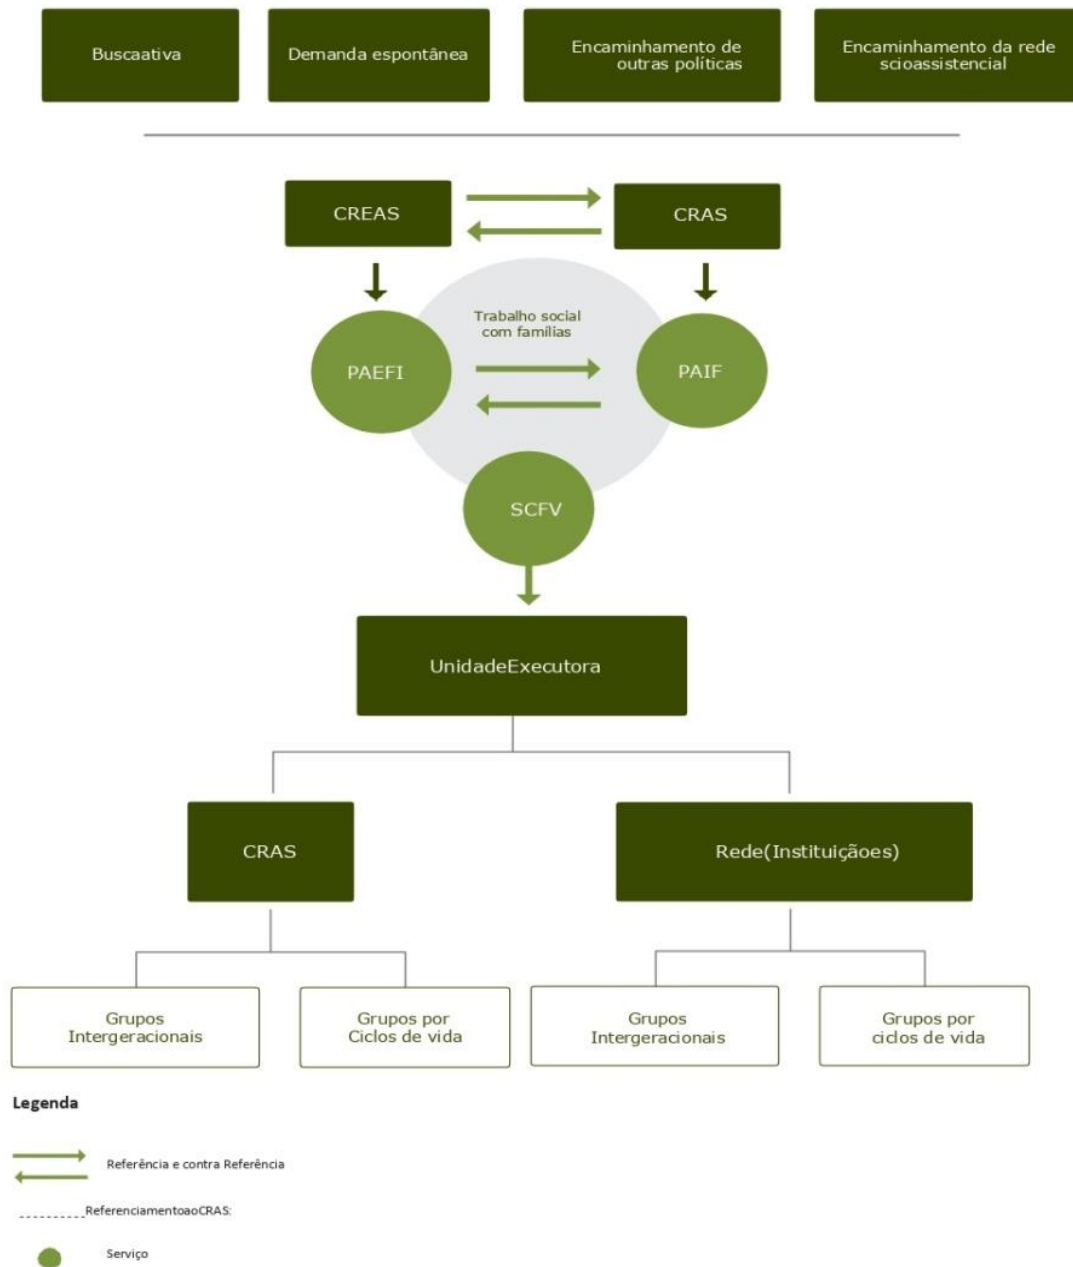 Buscaativa
Demanda espontânea
Encaminhamento de
outras políticas
Encaminhamento da rede
scioassistencial
CREAS
CRAS
Trabalho social
com famílias
PAEFI
PAIF
SCFV
UnidadeExecutora
CRAS
Rede(Instituiçãoes)
Grupos
Intergeracionais
Grupos por
Ciclos de vida
Grupos
Intergeracionais
Grupos por
ciclos de vida
Legenda
Referência e contra Referência
ReferenciamentoaoCRAS:
Serviço